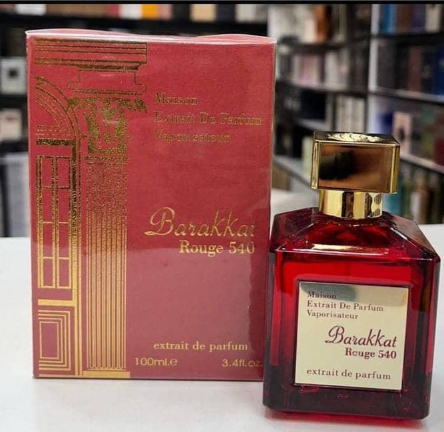 Maison
Extrait De Parfum
Vaporisateur
Barakkat
Rouge 540
extrait de parfum
100ml.e
3.4fl.oz.
Maison
Extrait De Parfum
Vaporisateur
Barakkat
Rouge 540
extrait de parfum